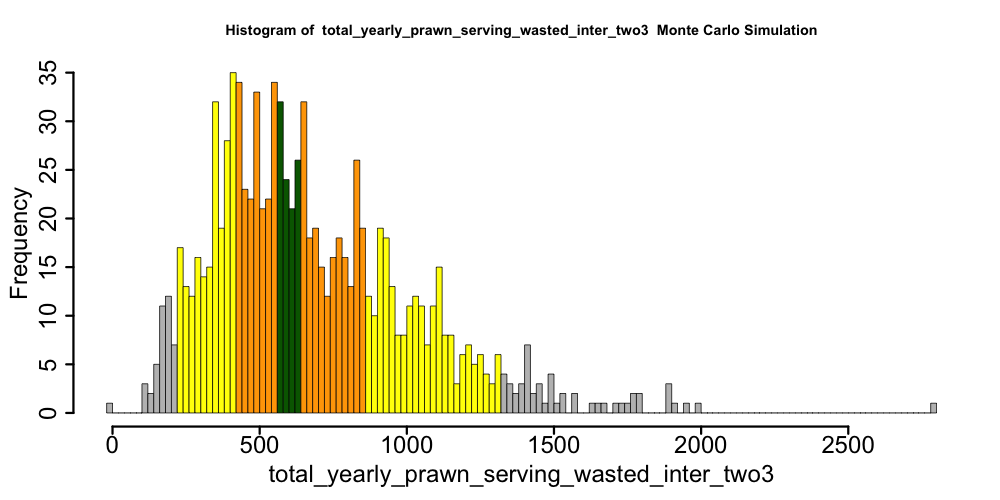 Histogram of  total_yearly_prawn_serving_wasted_inter_two3  Monte Carlo Simulation
Frequency
35
30
25
20
15
10
5
0
0 500 1000 1500 2000 2500
total_yearly_prawn_serving_wasted_inter_two3